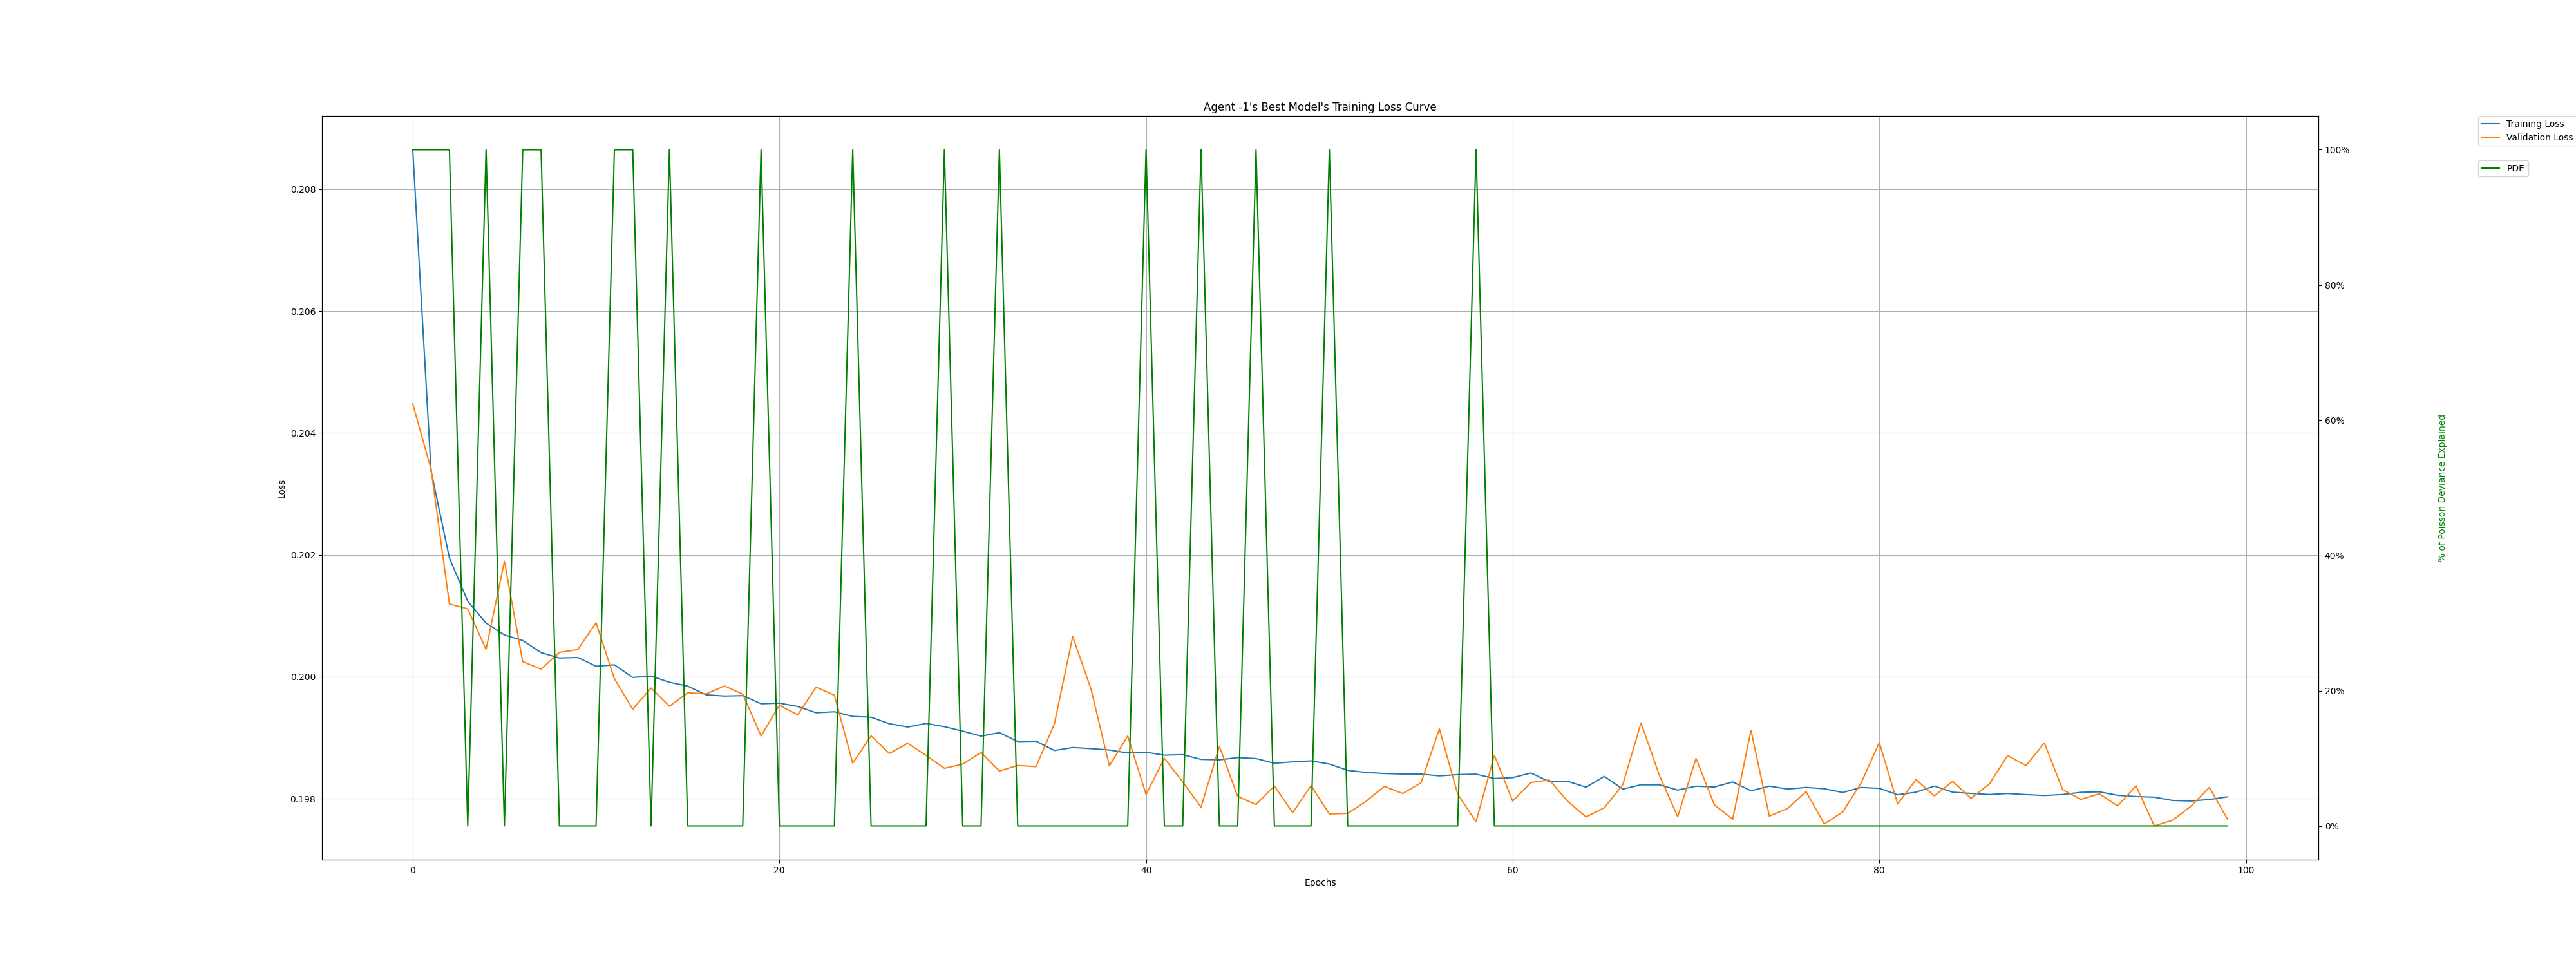 Agent -1's Best Model's Training Loss Curve
Training Loss
Validation Loss
PDE
0.208
0.206
0.204
0.202
0.200
0.198
Loss
100%
80%
60%
40%
20%
0%
% of Poisson Deviance Explained
0 20 40 60 80 100
Epochs